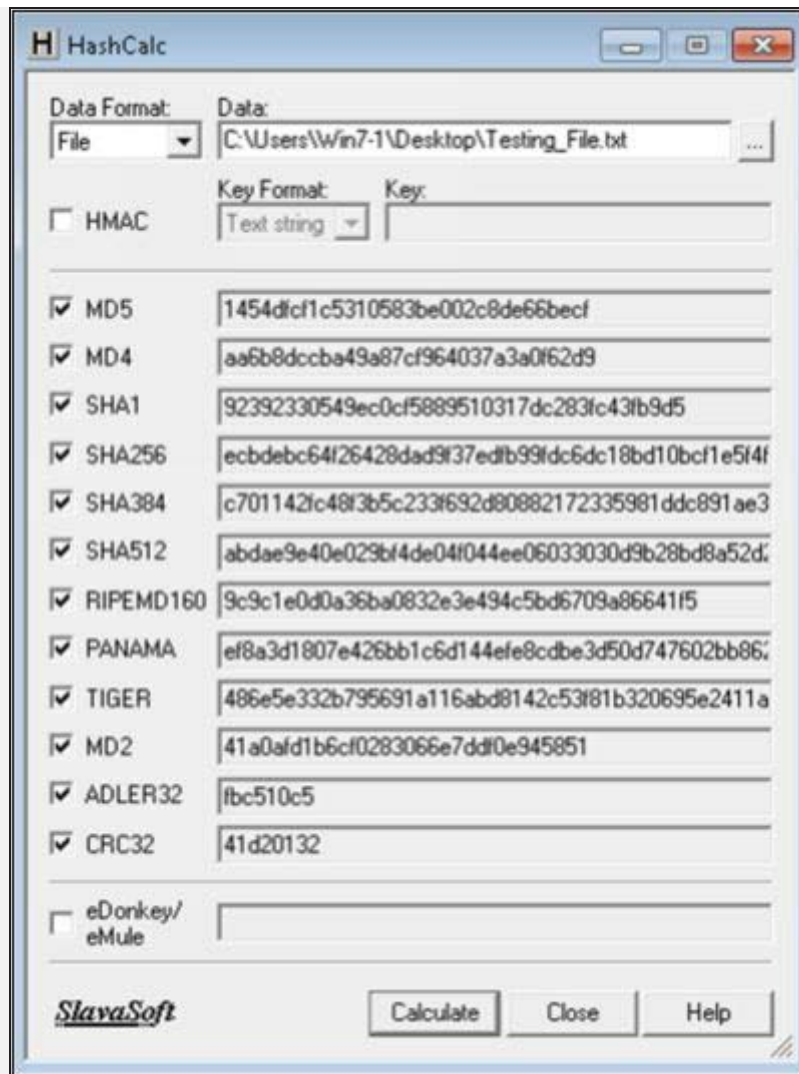 HashCalc
Data Format: Data:
File C:\Users\Win7-1\Desktop\Testing_File.txt ...
Key Format: Key:
HMAC Text string
MD5 1454dfcf1c5310583be002c8de66becf
MD4 aa6b8dccba49a87cf964037a3a0f62d9
SHA1 92392330549ec0cf5889510317dc283fc43fb9d5
SHA256 ecbdebc64f26428dad9f37edfb99fdc6dc18bd10bcf1e5f4f
SHA384 c701142fc48f3b5c233f692d80882172335981ddc891ae3
SHA512 abdae9e40e029bf4de04f044ee06033030d9b28bd8a52d2
RIPEMD160 9c9c1e0d0a36ba0832e3e494c5bd6709a86641f5
PANAMA ef8a3d1807e426bb1c6d144efe8cdbe3d50d747602bb862
TIGER 486e5e332b795691a116abd8142c53f81b320695e2411a
MD2 41a0afd1b6cf0283066e7ddf0e945851
ADLER32 fbc510c5
CRC32 41d20132
eDonkey/
eMule
SlavaSoft Calculate Close Help